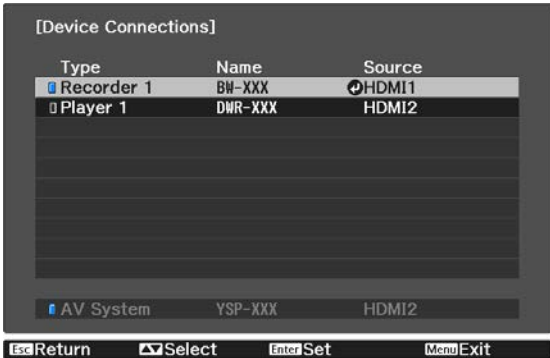 [Device Connections]
Type Name Source
Recorder 1 BW-XXX HDMI1
Player 1 DWR-XXX HDMI2
AV System YSP-XXX HDMI2
Esc Return Select Enter Set Menu Exit